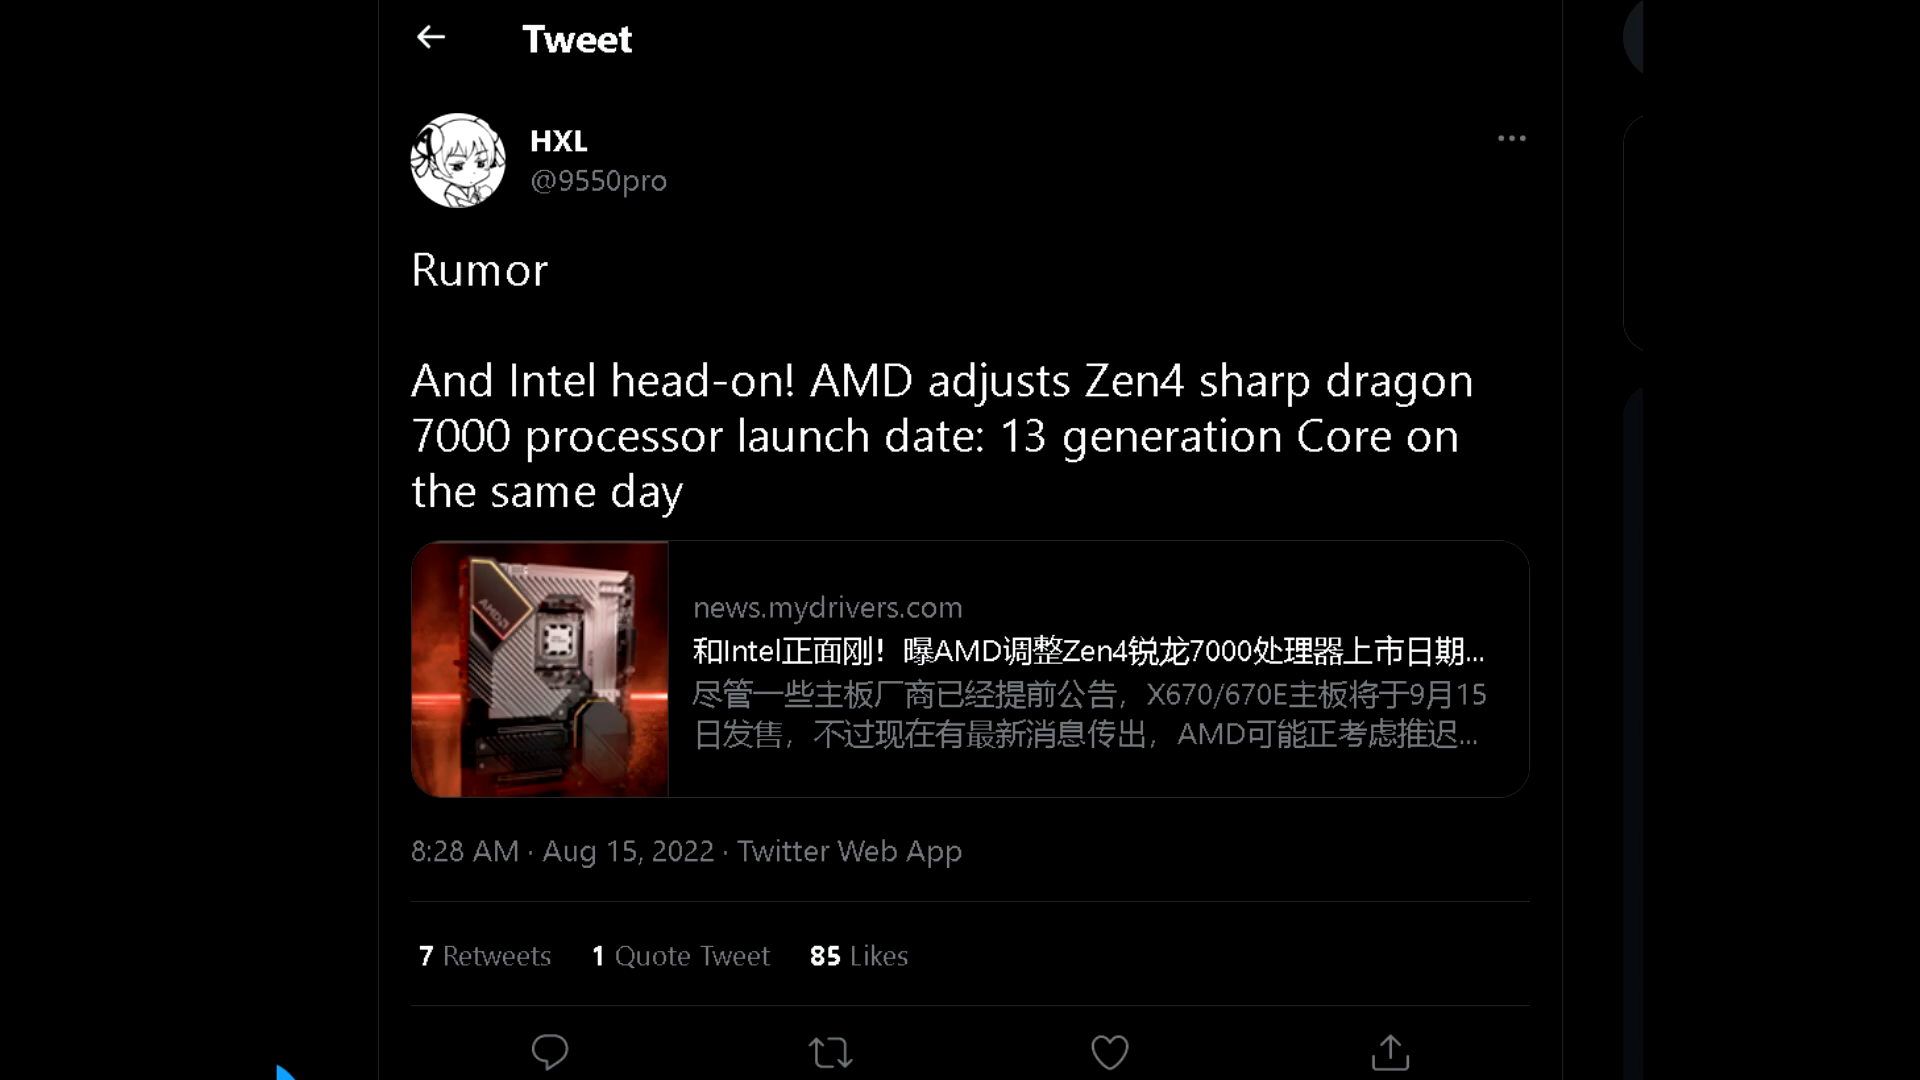 Tweet
HXL
@9550pro
Rumor
And Intel head-on! AMD adjusts Zen4 sharp dragon
7000 processor launch date: 13 generation Core on
the same day
AMD
news.mydrivers.com
和Intel正面刚！曝AMD调整Zen4锐龙7000处理器上市日期...
尽管一些主板厂商已经提前公告，X670/670E主板将于9月15
日发售，不过现在有最新消息传出，AMD可能正考虑推迟...
8:28 AM · Aug 15, 2022 · Twitter Web App
7 Retweets 1 Quote Tweet 85 Likes